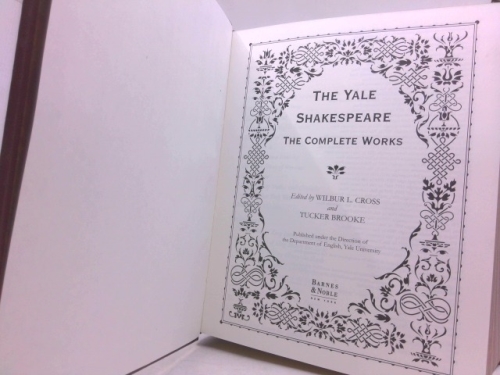 THE YALE
SHAKESPEARE
THE COMPLETE WORKS
Edited by WILBUR L. CROSS
and
TUCKER BROOKE
Published under the Direction of
the Department of English, Yale University
BARNES
& NOBLE
NEW YORK